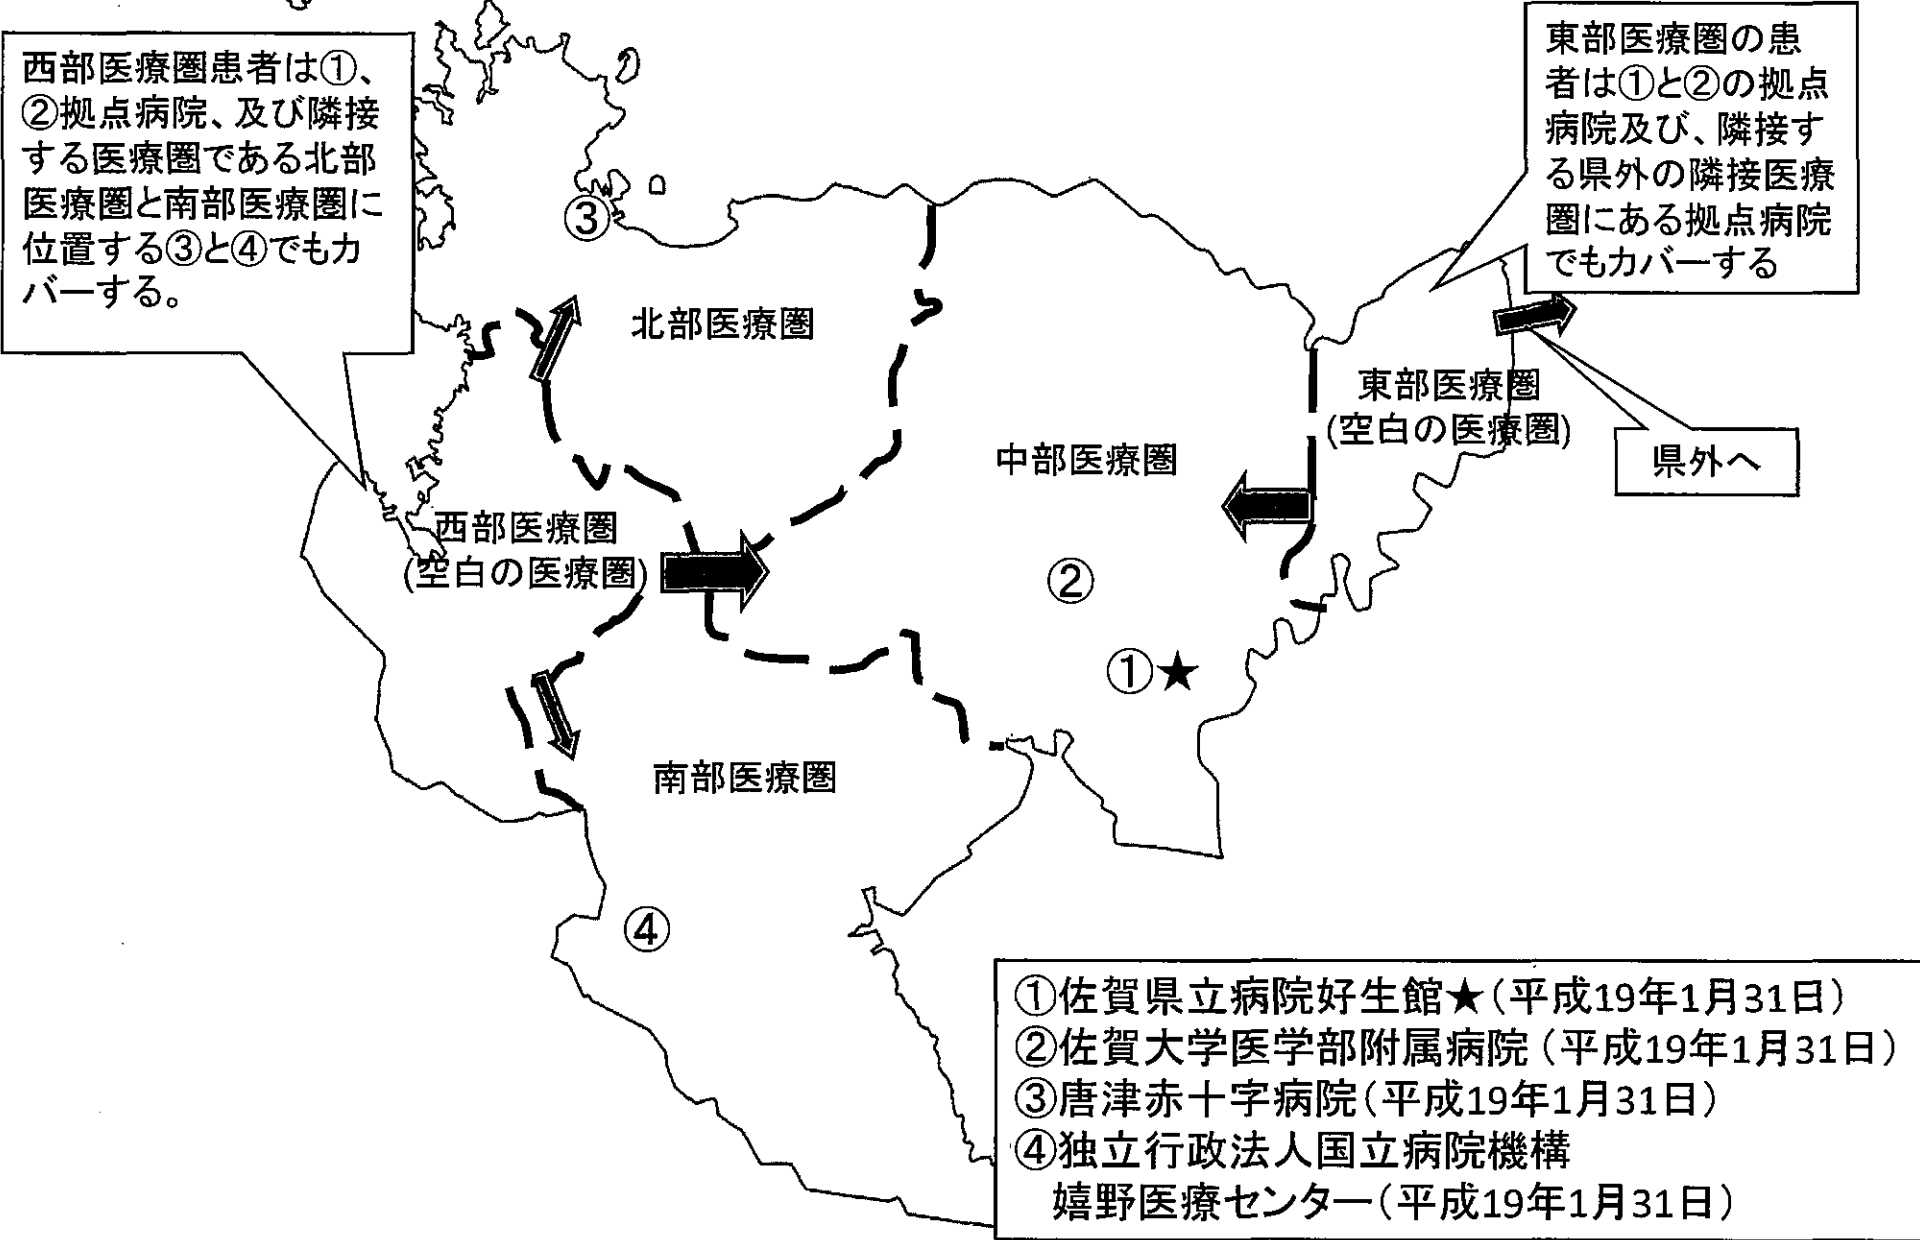 西部医療圏患者は①、
②拠点病院、及び隣接
する医療圏である北部
医療圏と南部医療圏に
位置する③と④でもカ
バーする。
東部医療圏の患
者は①と②の拠点
病院及び、隣接す
る県外の隣接医療
圏にある拠点病院
でもカバーする
③
北部医療圏
東部医療圏
(空白の医療圏)
県外へ
中部医療圏
西部医療圏
(空白の医療圏)
②
①★
南部医療圏
④
①佐賀県立病院好生館★(平成19年1月31日)
②佐賀大学医学部附属病院(平成19年1月31日)
③唐津赤十字病院(平成19年1月31日)
④独立行政法人国立病院機構
嬉野医療センター(平成19年1月31日)